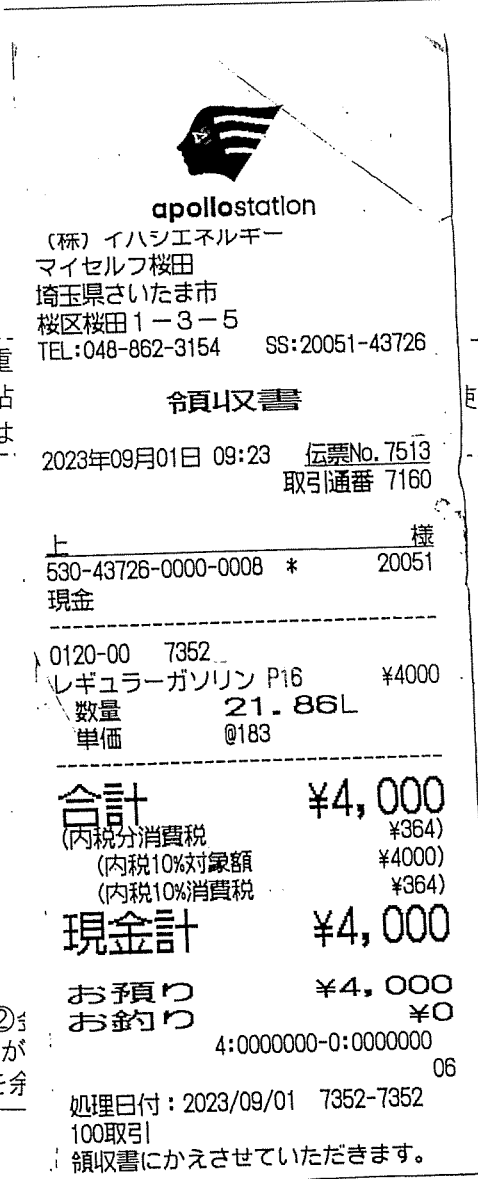 apollostation
(株) イハシエネルギー
マイセルフ桜田
埼玉県さいたま市
桜区桜田1-3-5
TEL:048-862-3154 SS:20051-43726
領収書
2023年09月01日 09:23 伝票No.7513
取引通番 7160
上 様
530-43726-0000-0008 * 20051
現金
0120-00 7352
レギュラーガソリン P16 ¥4000
数量 21.86L
単価 @183
合計 ¥4,000
(内税分消費税 ¥364)
(内税10%対象額 ¥4000)
(内税10%消費税 ¥364)
現金計 ¥4,000
お預り ¥4,000
お釣り ¥0
4:0000000-0:0000000
06
処理日付:2023/09/01 7352-7352
100取引
領収書にかえさせていただきます。